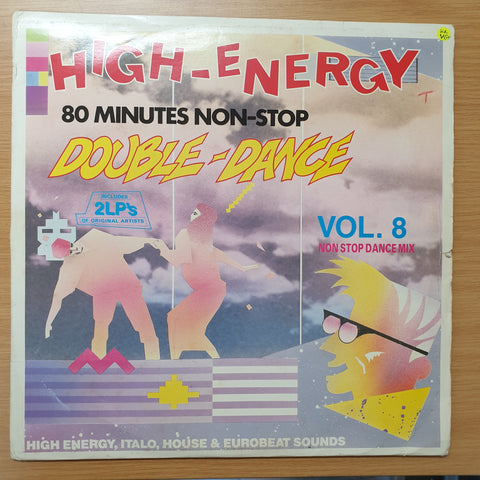 HIGH-ENERGY
80 MINUTES NON-STOP
DOUBLE-DANCE
INCLUDES
2LP's
OF ORIGINAL ARTISTS
VOL. 8
NON STOP DANCE MIX
HIGH ENERGY, ITALO, HOUSE & EUROBEAT SOUNDS